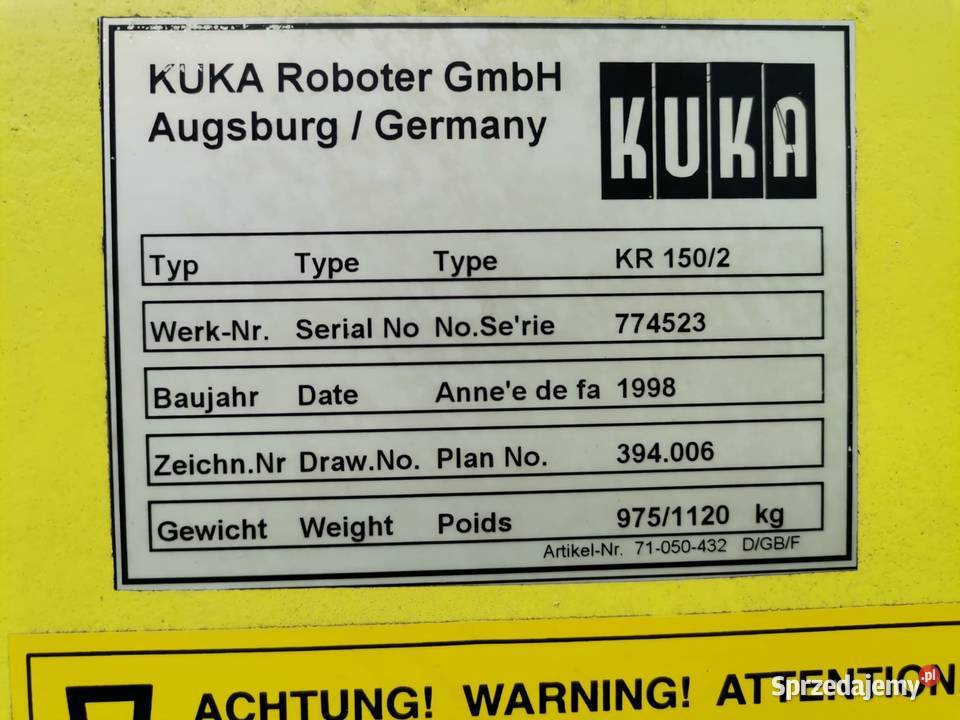 KUKA Roboter GmbH
Augsburg / Germany
KUKA
Typ Type Type KR 150/2
Werk-Nr. Serial No No.Se'rie 774523
Baujahr Date Anne'e de fa 1998
Zeichn.Nr Draw.No. Plan No. 394.006
Gewicht Weight Poids 975/1120 kg
Artikel-Nr. 71-050-432 D/GB/F
ACHTUNG! WARNING! ATTENTION
Sprzedajemy.pl